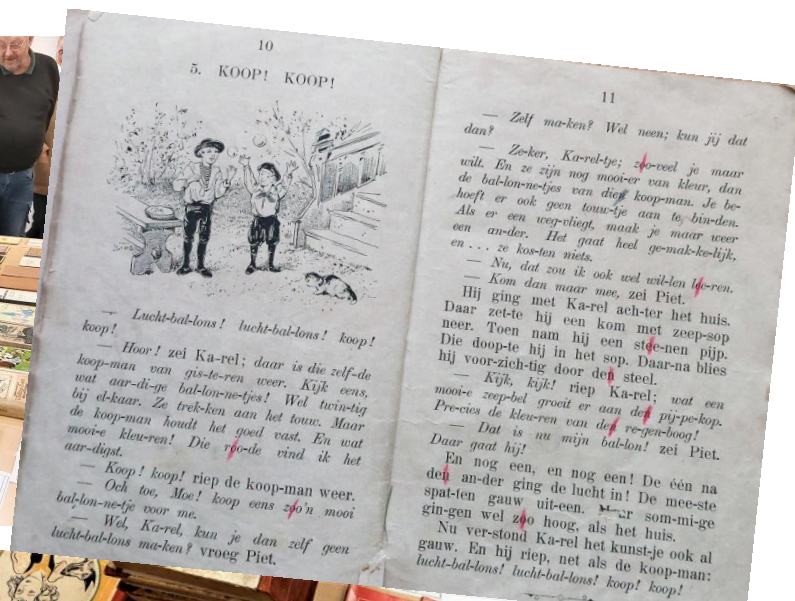 10
5. KOOP! KOOP!
— Lucht-bal-lons! lucht-bal-lons! koop!
koop!
— Hoor! zei Ka-rel; daar is die zelf-de
koop-man van gis-te-ren weer. Kijk eens,
wat aar-di-ge bal-lon-ne-tjes! Wel twin-tig
bij el-kaar. Ze trek-ken aan het touw. Maar
de koop-man houdt het goed vast. En wat
mooi-e kleu-ren! Die roo-de vind ik het
aar-digst.
— Koop! koop! riep de koop-man weer.
— Och toe, Moe! koop eens zoo'n mooi
bal-lon-ne-tje voor me.
— Wel, Ka-rel, kun je dan zelf geen
lucht-bal-lons ma-ken? vroeg Piet.
11
— Zelf ma-ken? Wel neen; kun jij dat
dan?
— Ze-ker, Ka-rel-tje; zoo-veel je maar
wilt. En ze zijn nog mooi-er van kleur, dan
de bal-lon-ne-tjes van dien koop-man. Je be-
hoeft er ook geen touw-tje aan te bin-den.
Als er een weg-vliegt, maak je maar weer
een an-der. Het gaat heel ge-mak-ke-lijk,
en . . . ze kos-ten niets.
— Nu, dat zou ik ook wel wil-len lee-ren.
— Kom dan maar mee, zei Piet.
Hij ging met Ka-rel ach-ter het huis.
Daar zet-te hij een kom met zeep-sop
neer. Toen nam hij een stee-nen pijp.
Die doop-te hij in het sop. Daar-na blies
hij voor-zich-tig door den steel.
— Kijk, kijk! riep Ka-rel; wat een
mooi-e zeep-bel groeit er aan den pij-pe-kop.
Pre-cies de kleu-ren van den re-gen-boog!
— Dat is nu mijn bal-lon! zei Piet.
Daar gaat hij!
En nog een, en nog een! De één na
den an-der ging de lucht in! De mee-ste
spat-ten gauw uit-een. Maar som-mi-ge
gin-gen wel zoo hoog, als het huis.
Nu ver-stond Ka-rel het kunst-je ook al
gauw. En hij riep, net als de koop-man:
lucht-bal-lons! lucht-bal-lons! koop! koop!